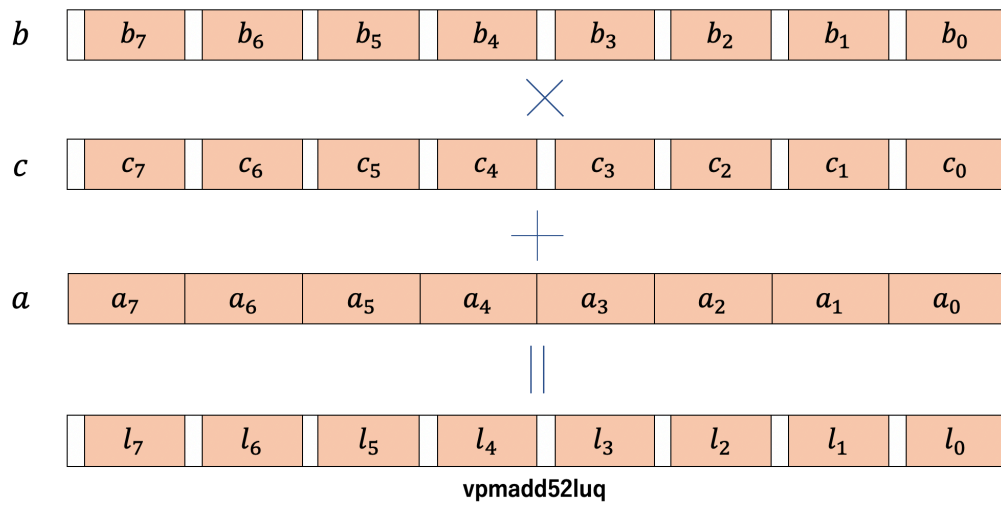 b b₇ b₆ b₅ b₄ b₃ b₂ b₁ b₀
×
c c₇ c₆ c₅ c₄ c₃ c₂ c₁ c₀
+
a a₇ a₆ a₅ a₄ a₃ a₂ a₁ a₀
||
l₇ l₆ l₅ l₄ l₃ l₂ l₁ l₀
vpmadd52luq